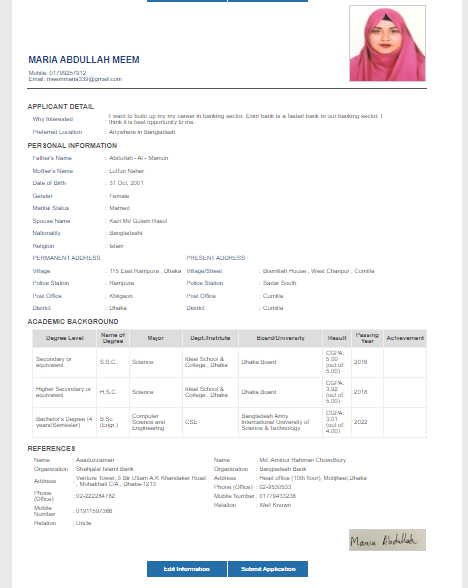 MARIA ABDULLAH MEEM
Mobile: 01799257912
Email: meemmaria339@gmail.com
APPLICANT DETAIL
Why Interested : I want to build up my my career in banking sector. Exim bank is a fasted bank in our banking sector. I
think it is best opportunity to me.
Preferred Location : Anywhere in Bangladesh
PERSONAL INFORMATION
Father's Name : Abdullah - Al - Mamun
Mother's Name : Lutfun Naher
Date of Birth : 31 Oct, 2001
Gender : Female
Marital Status : Married
Spouse Name : Kazi Md Gulam Rasul
Nationality : Bangladeshi
Religion : Islam
PERMANENT ADDRESS PRESENT ADDRESS
Village : 115 East Rampura , Dhaka Village/Street : Bismillah House , West Chanpur , Cumilla
Police Station : Rampura Police Station : Sadar South
Post Office : Khilgaon Post Office : Cumilla
District : Dhaka District : Cumilla
ACADEMIC BACKGROUND
Degree Level Name of Degree Major Dept./Institute Board/University Result Passing Year Achievement
Secondary or equivalent S.S.C. Science Ideal School & College , Dhaka Dhaka Board CGPA: 5.00 (out of: 5.00) 2016
Higher Secondary or equivalent H.S.C. Science Ideal School & College , Dhaka Dhaka Board CGPA: 3.92 (out of: 5.00) 2018
Bachelor's Degree (4 years/Semester) B.Sc. (Engr.) Computer Science and Engineering CSE Bangladesh Army International University of Science & Technology CGPA: 3.01 (out of: 4.00) 2022
REFERENCES
Name : Asaduzzaman Name : Md. Aminur Rahman Chowdhury
Organization : Shahjalal Islami Bank Organization : Bangladesh Bank
Address : Venture Tower, 3 Bir Uttam A.K Khandaker Road , Mohakhali C/A , Dhaka-1213 Address : Head office (10th floor), Motijheel,Dhaka
Phone (Office) : 02-222284782 Phone (Office) : 02-9530533
Mobile Number : 01911597366 Mobile Number : 01779433238
Relation : Uncle Relation : Well Known
Maria Abdullah
Edit Information Submit Application